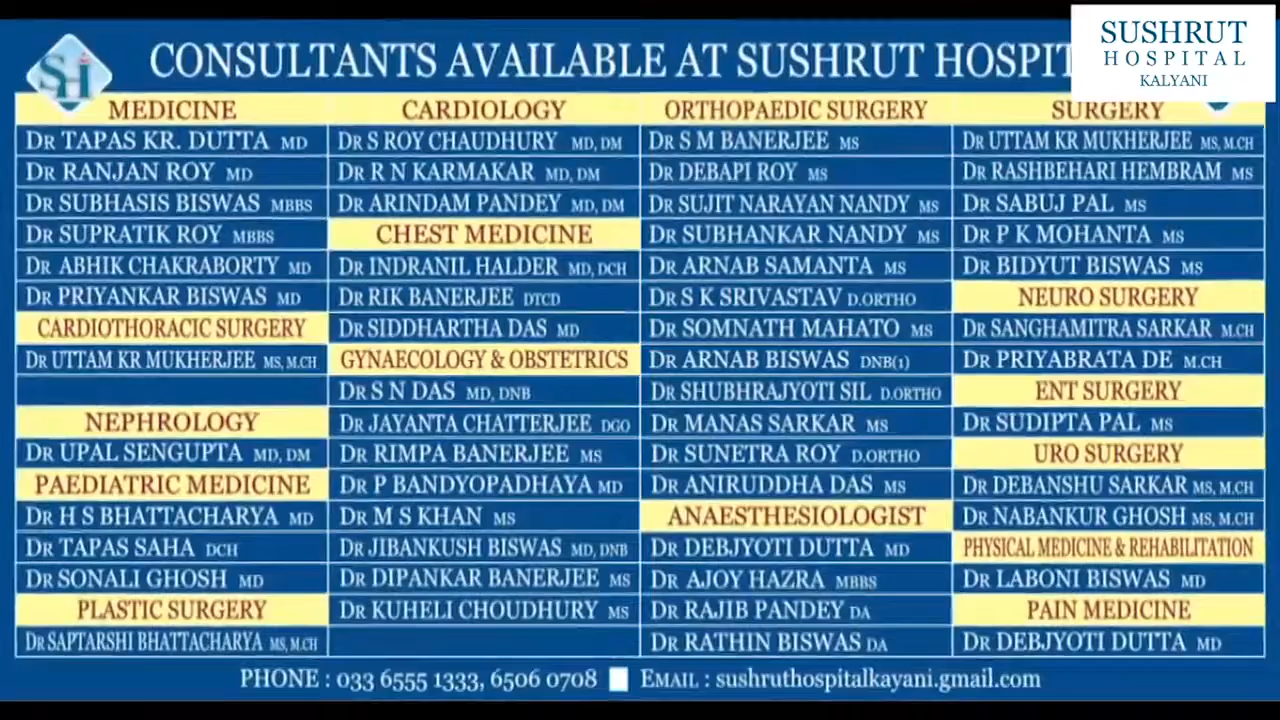 SUSHRUT
HOSPITAL
KALYANI
SHI
CONSULTANTS AVAILABLE AT SUSHRUT HOSPIT
MEDICINE
DR TAPAS KR. DUTTA MD
DR RANJAN ROY MD
DR SUBHASIS BISWAS MBBS
DR SUPRATIK ROY MBBS
DR ABHIK CHAKRABORTY MD
DR PRIYANKAR BISWAS MD
CARDIOTHORACIC SURGERY
DR UTTAM KR MUKHERJEE MS, M.CH
NEPHROLOGY
DR UPAL SENGUPTA MD, DM
PAEDIATRIC MEDICINE
DR H S BHATTACHARYA MD
DR TAPAS SAHA DCH
DR SONALI GHOSH MD
PLASTIC SURGERY
DR SAPTARSHI BHATTACHARYA MS, M.CH
CARDIOLOGY
DR S ROY CHAUDHURY MD, DM
DR R N KARMAKAR MD, DM
DR ARINDAM PANDEY MD, DM
CHEST MEDICINE
DR INDRANIL HALDER MD, DCH
DR RIK BANERJEE DTCD
DR SIDDHARTHA DAS MD
GYNAECOLOGY & OBSTETRICS
DR S N DAS MD, DNB
DR JAYANTA CHATTERJEE DGO
DR RIMPA BANERJEE MS
DR P BANDYOPADHAYA MD
DR M S KHAN MS
DR JIBANKUSH BISWAS MD, DNB
DR DIPANKAR BANERJEE MS
DR KUHELI CHOUDHURY MS
ORTHOPAEDIC SURGERY
DR S M BANERJEE MS
DR DEBAPI ROY MS
DR SUJIT NARAYAN NANDY MS
DR SUBHANKAR NANDY MS
DR ARNAB SAMANTA MS
DR S K SRIVASTAV D.ORTHO
DR SOMNATH MAHATO MS
DR ARNAB BISWAS DNB(1)
DR SHUBHRAJYOTI SIL D.ORTHO
DR MANAS SARKAR MS
DR SUNETRA ROY D.ORTHO
DR ANIRUDDHA DAS MS
ANAESTHESIOLOGIST
DR DEBJYOTI DUTTA MD
DR AJOY HAZRA MBBS
DR RAJIB PANDEY DA
DR RATHIN BISWAS DA
SURGERY
DR UTTAM KR MUKHERJEE MS, M.CH
DR RASHBEHARI HEMBRAM MS
DR SABUJ PAL MS
DR P K MOHANTA MS
DR BIDYUT BISWAS MS
NEURO SURGERY
DR SANGHAMITRA SARKAR M.CH
DR PRIYABRATA DE M.CH
ENT SURGERY
DR SUDIPTA PAL MS
URO SURGERY
DR DEBANSHU SARKAR MS, M.CH
DR NABANKUR GHOSH MS, M.CH
PHYSICAL MEDICINE & REHABILITATION
DR LABONI BISWAS MD
PAIN MEDICINE
DR DEBJYOTI DUTTA MD
PHONE : 033 6555 1333, 6506 0708 EMAIL : sushruthospitalkayani.gmail.com